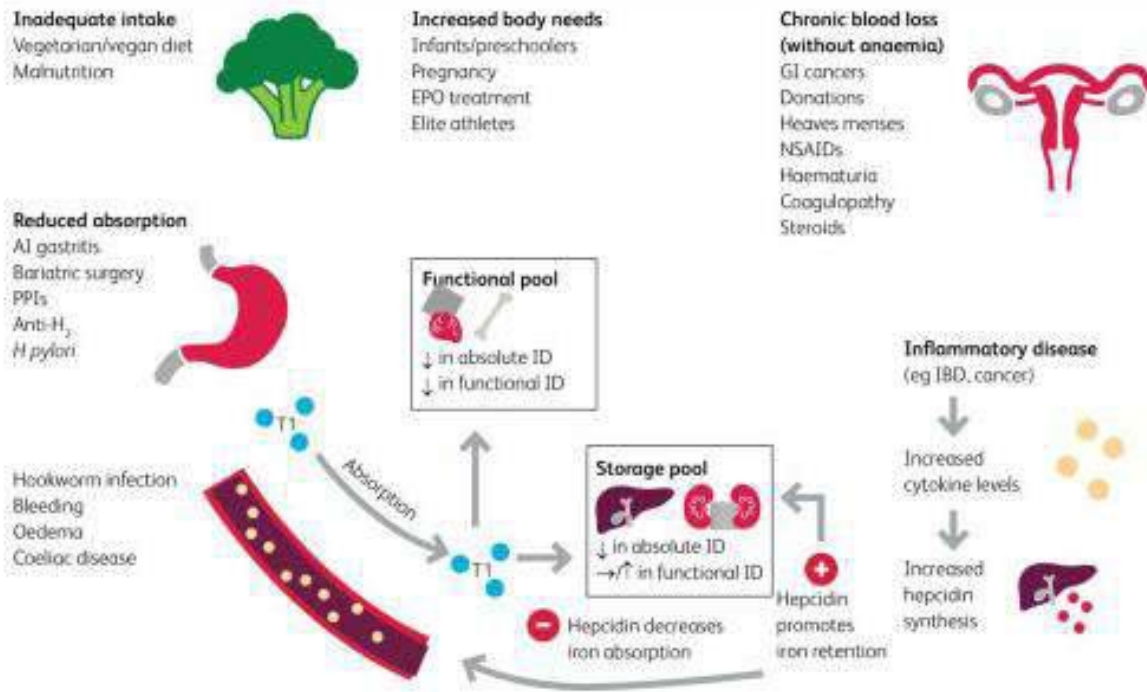 Inadequate intake
Vegetarian/vegan diet
Malnutrition
Increased body needs
Infants/preschoolers
Pregnancy
EPO treatment
Elite athletes
Chronic blood loss
(without anaemia)
GI cancers
Donations
Heaves menses
NSAIDs
Haematuria
Coagulopathy
Steroids
Reduced absorption
AI gastritis
Bariatric surgery
PPIs
Anti-H₂
H pylori
Functional pool
↓ in absolute ID
↓ in functional ID
Inflammatory disease
(eg IBD, cancer)
Increased
cytokine levels
Increased
hepcidin
synthesis
T1
Absorption
Hookworm infection
Bleeding
Oedema
Coeliac disease
T1
Storage pool
↓ in absolute ID
→/↑ in functional ID
Hepcidin
promotes
iron retention
Hepcidin decreases
iron absorption